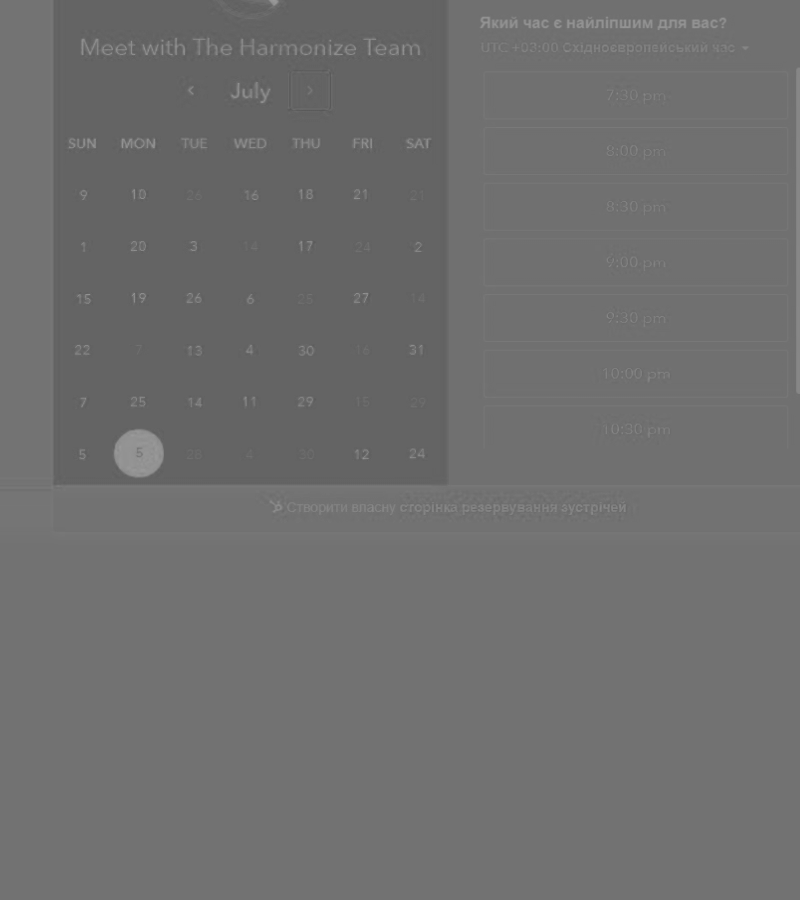 Meet with The Harmonize Team
July
SUN MON TUE WED THU FRI SAT
9 10 26 16 18 21 21
1 20 3 14 17 24 2
15 19 26 6 25 27 14
22 7 13 4 30 16 31
7 25 14 11 29 15 29
5 5 28 4 30 12 24
Який час є найліпшим для вас?
UTC +03:00 Східноєвропейський час
7:30 pm
8:00 pm
8:30 pm
9:00 pm
9:30 pm
10:00 pm
10:30 pm
Створити власну сторінка резервування зустрічей